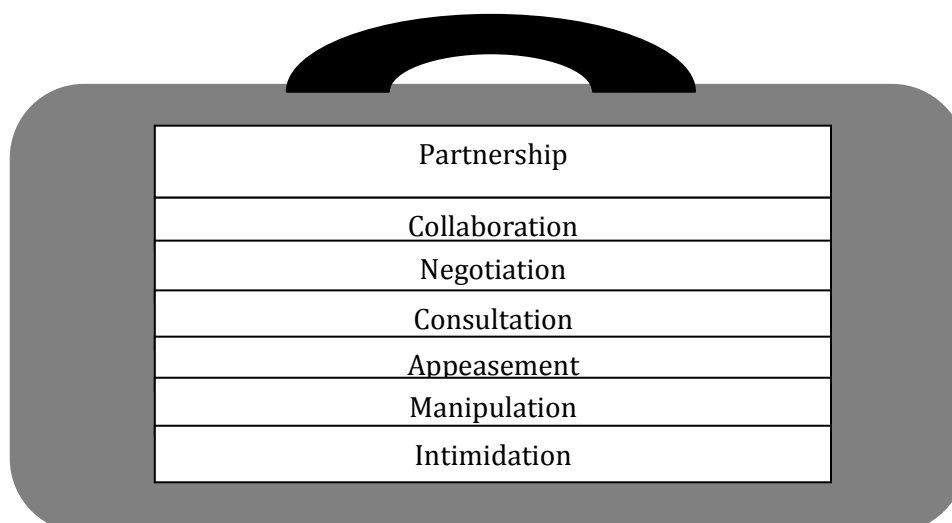 Partnership
Collaboration
Negotiation
Consultation
Appeasement
Manipulation
Intimidation